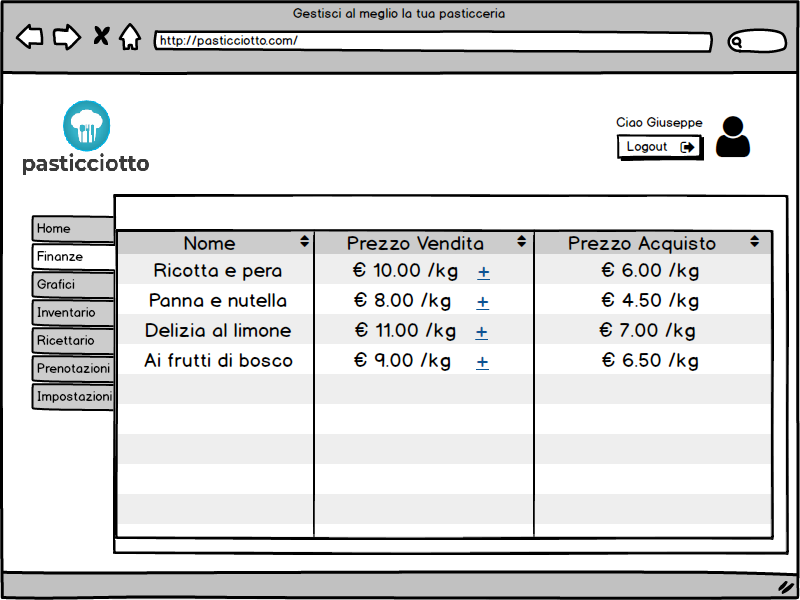 Gestisci al meglio la tua pasticceria
http://pasticciotto.com/
pasticciotto
Ciao Giuseppe
Logout
Home
Finanze
Grafici
Inventario
Ricettario
Prenotazioni
Impostazioni
Nome Prezzo Vendita Prezzo Acquisto
Ricotta e pera € 10.00 /kg + € 6.00 /kg
Panna e nutella € 8.00 /kg + € 4.50 /kg
Delizia al limone € 11.00 /kg + € 7.00 /kg
Ai frutti di bosco € 9.00 /kg + € 6.50 /kg